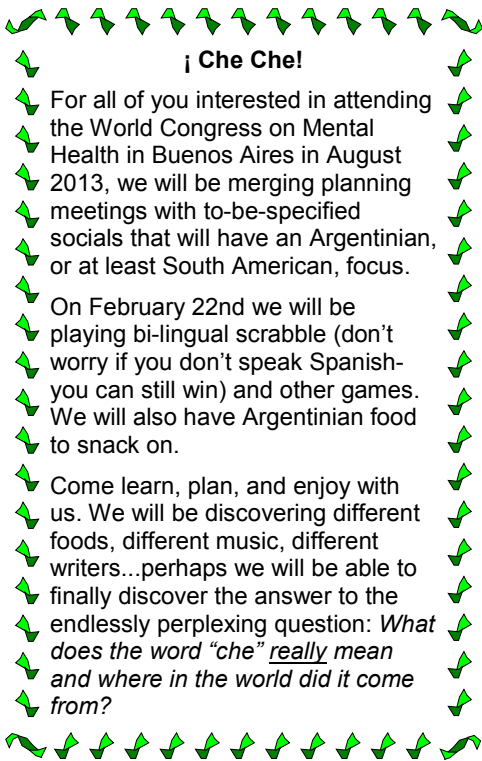 ¡ Che Che!
For all of you interested in attending
the World Congress on Mental
Health in Buenos Aires in August
2013, we will be merging planning
meetings with to-be-specified
socials that will have an Argentinian,
or at least South American, focus.
On February 22nd we will be
playing bi-lingual scrabble (don’t
worry if you don’t speak Spanish-
you can still win) and other games.
We will also have Argentinian food
to snack on.
Come learn, plan, and enjoy with
us. We will be discovering different
foods, different music, different
writers...perhaps we will be able to
finally discover the answer to the
endlessly perplexing question: What
does the word “che” really mean
and where in the world did it come
from?